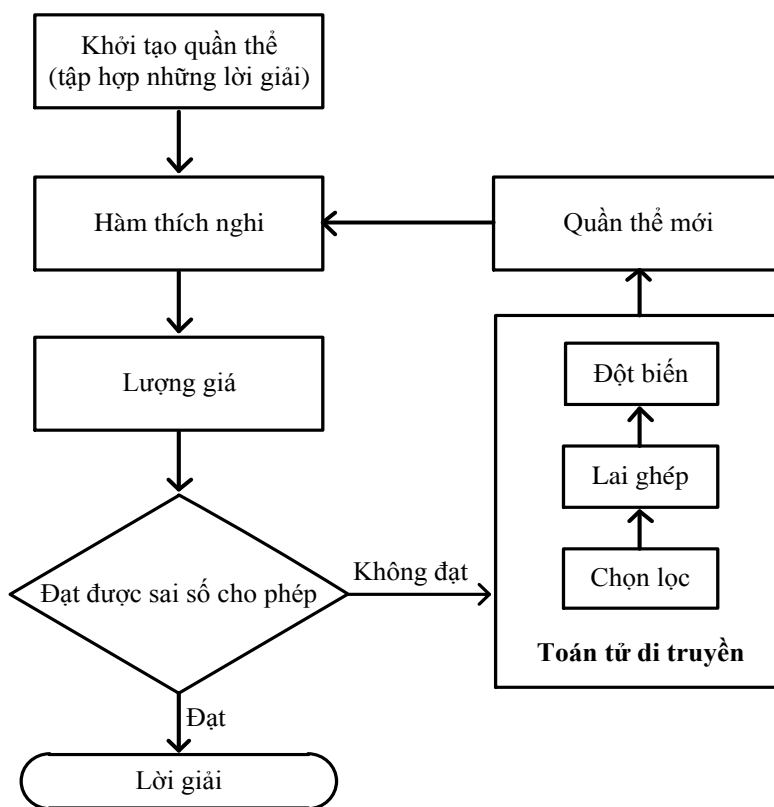 Khởi tạo quần thể
(tập hợp những lời giải)
Hàm thích nghi
Quần thể mới
Lượng giá
Đột biến
Lai ghép
Chọn lọc
Toán tử di truyền
Đạt được sai số cho phép
Không đạt
Đạt
Lời giải